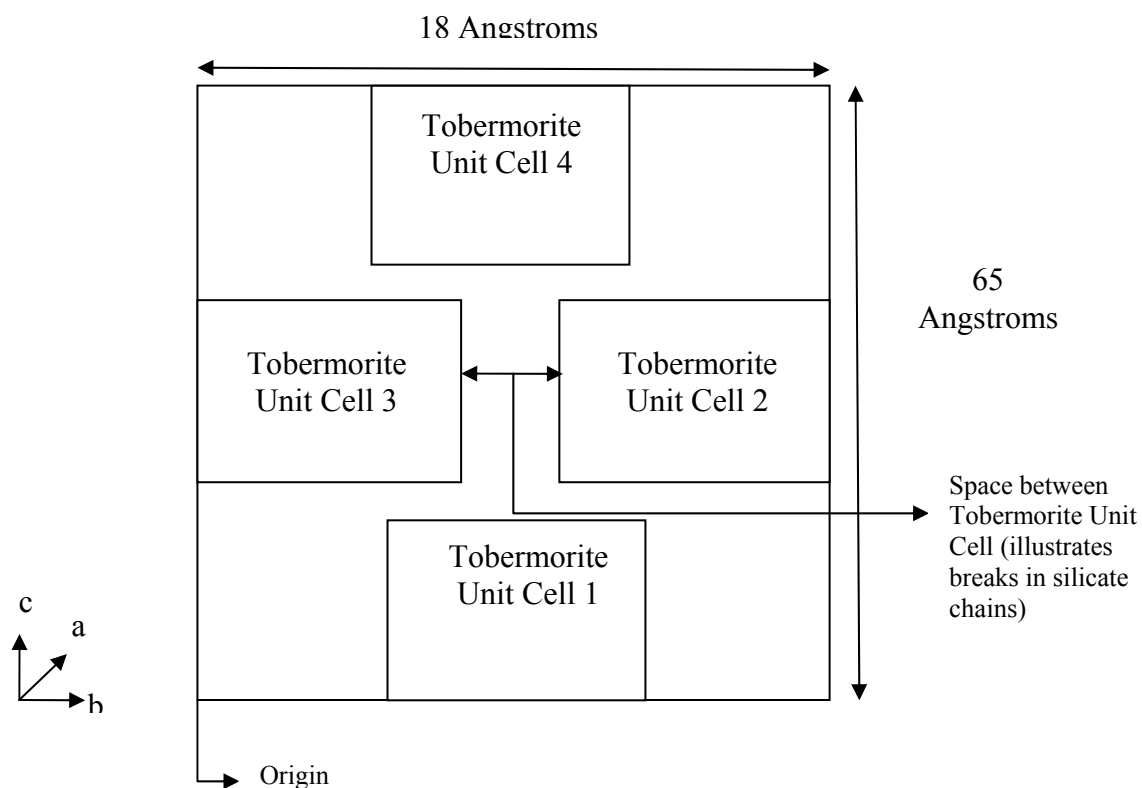 18 Angstroms
Tobermorite
Unit Cell 4
65
Angstroms
Tobermorite
Unit Cell 3
Tobermorite
Unit Cell 2
Space between
Tobermorite Unit
Cell (illustrates
breaks in silicate
chains)
Tobermorite
Unit Cell 1
c
a
b
Origin